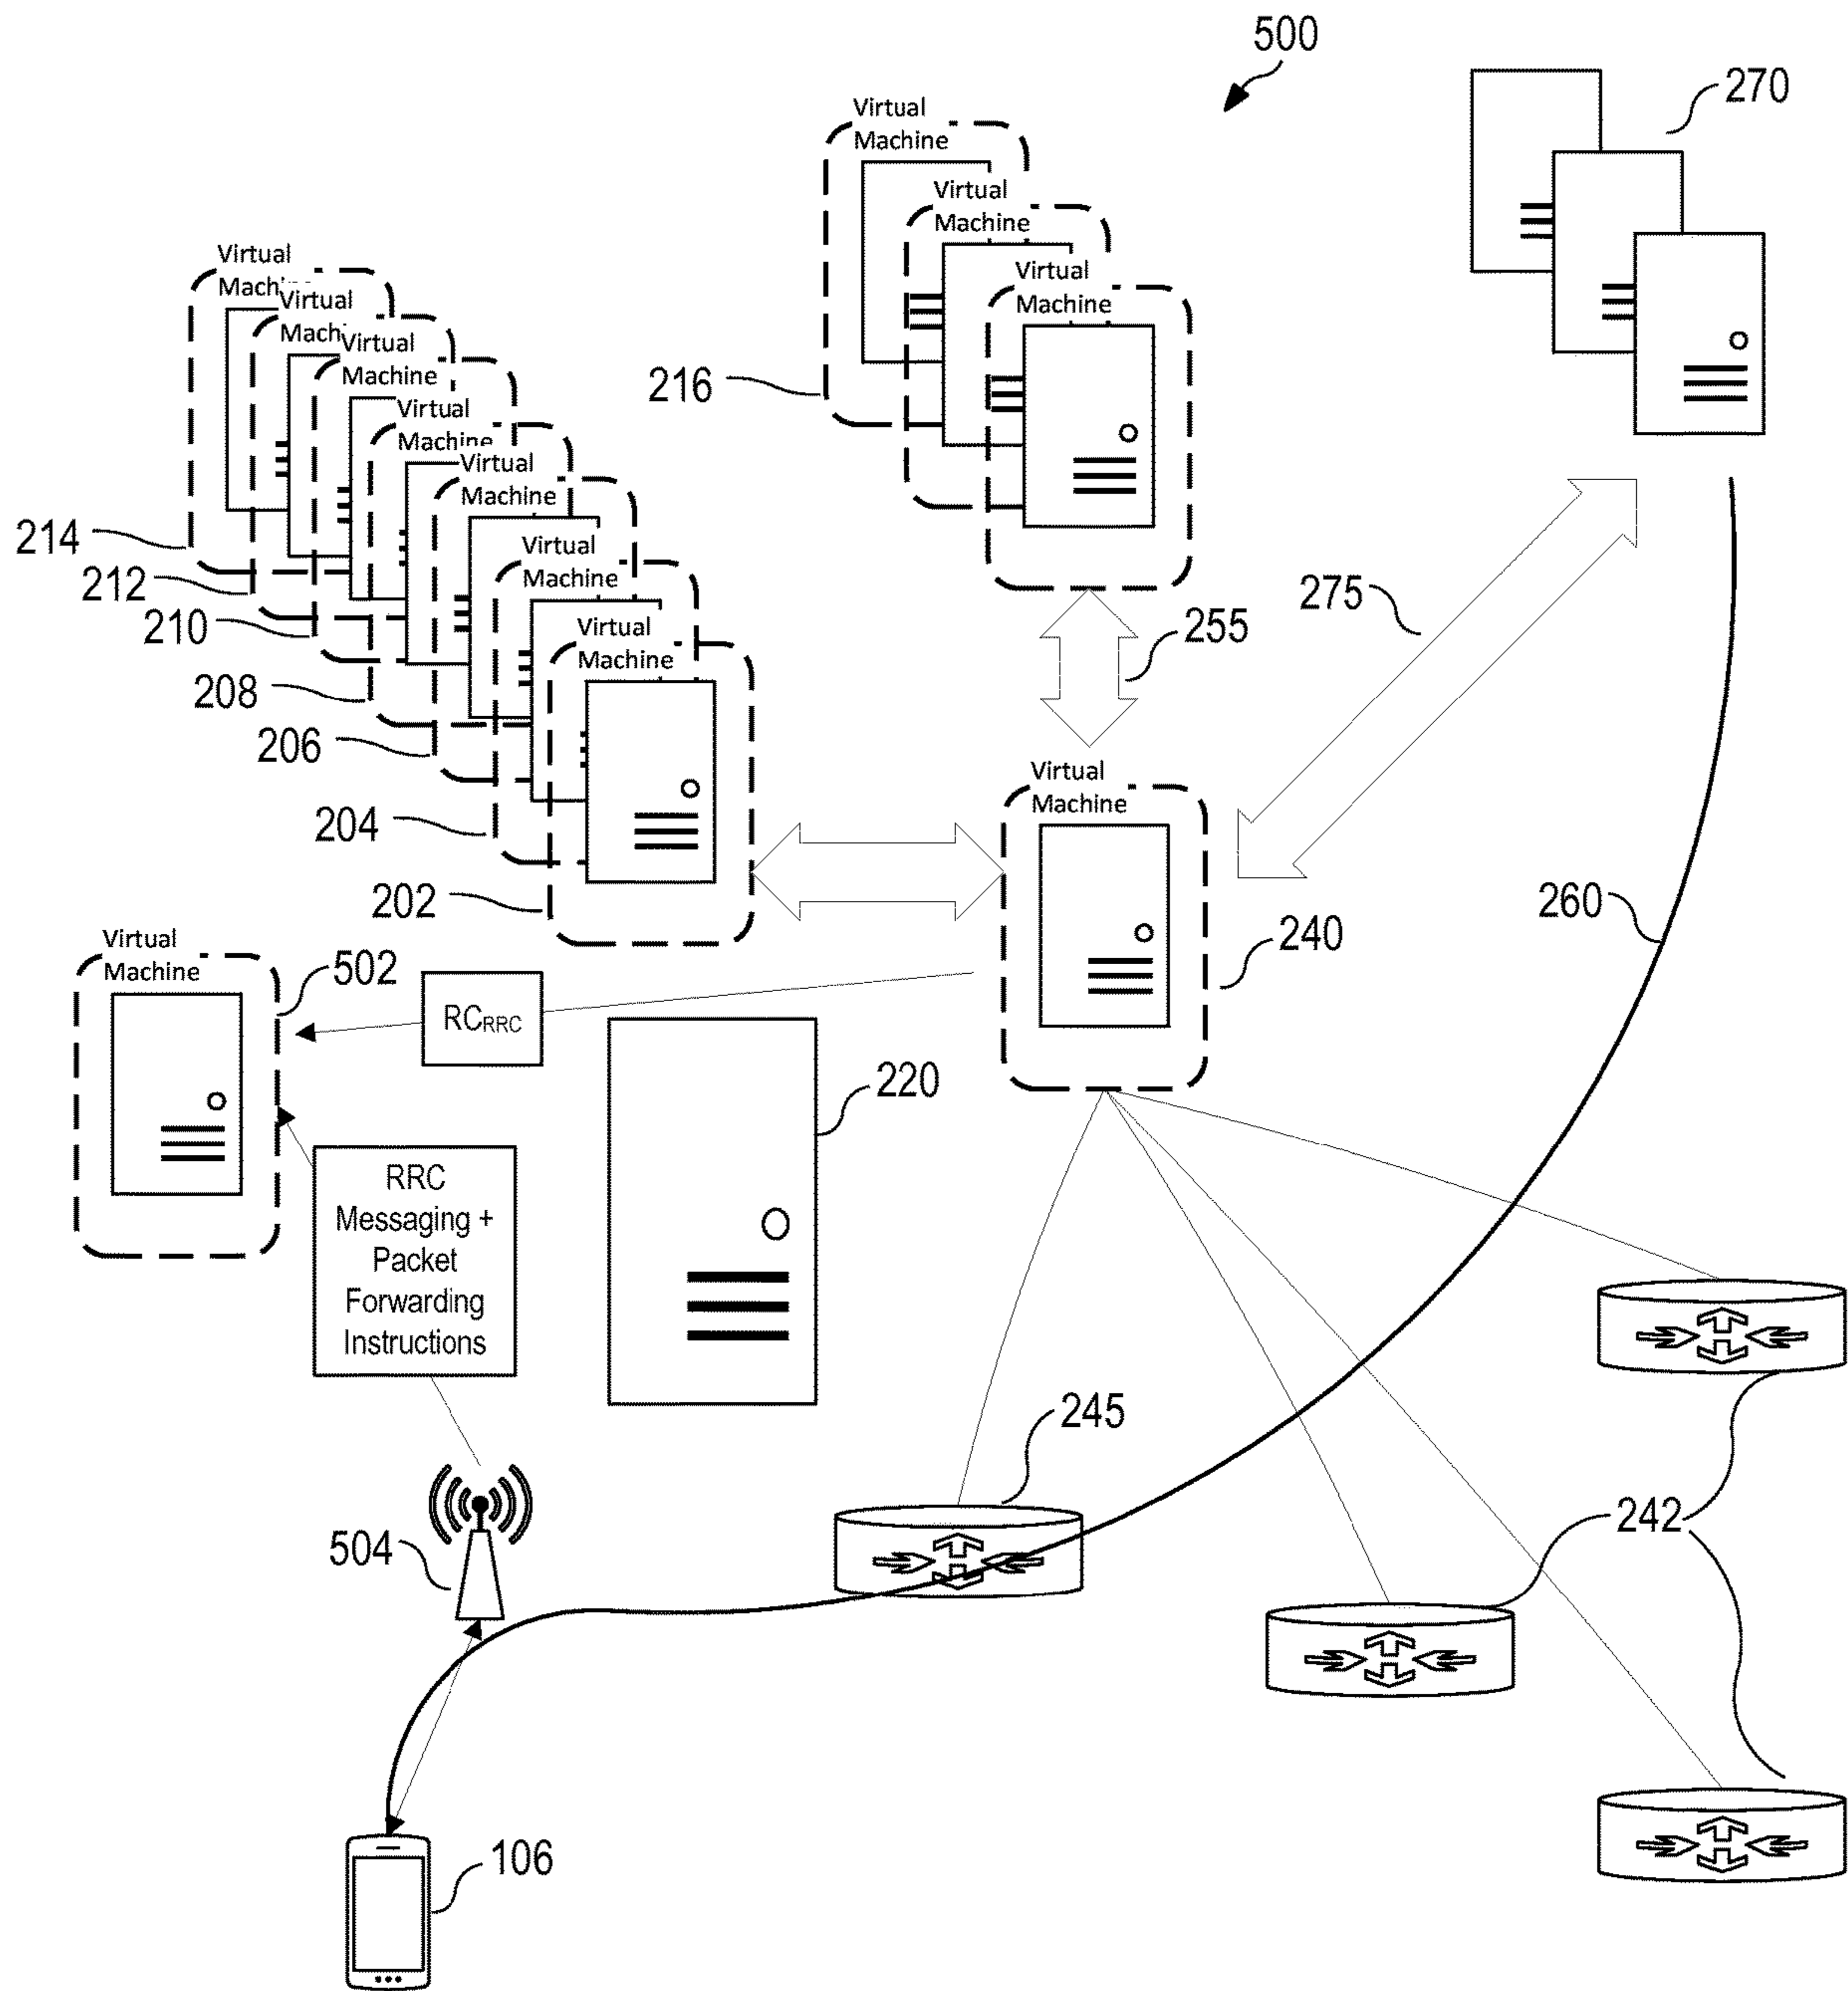 500
270
Virtual
Machine
Virtual
Machine
Virtual
Machine
216
Virtual
Virtual
Virtual
Machine
Virtual
Machine
Virtual
Machine
Virtual
Machine
Virtual
Machine
214
212
210
208
206
204
202
255
275
Virtual
Machine
240
260
Virtual
Machine
502
RC_RRC
220
RRC
Messaging +
Packet
Forwarding
Instructions
245
242
504
106